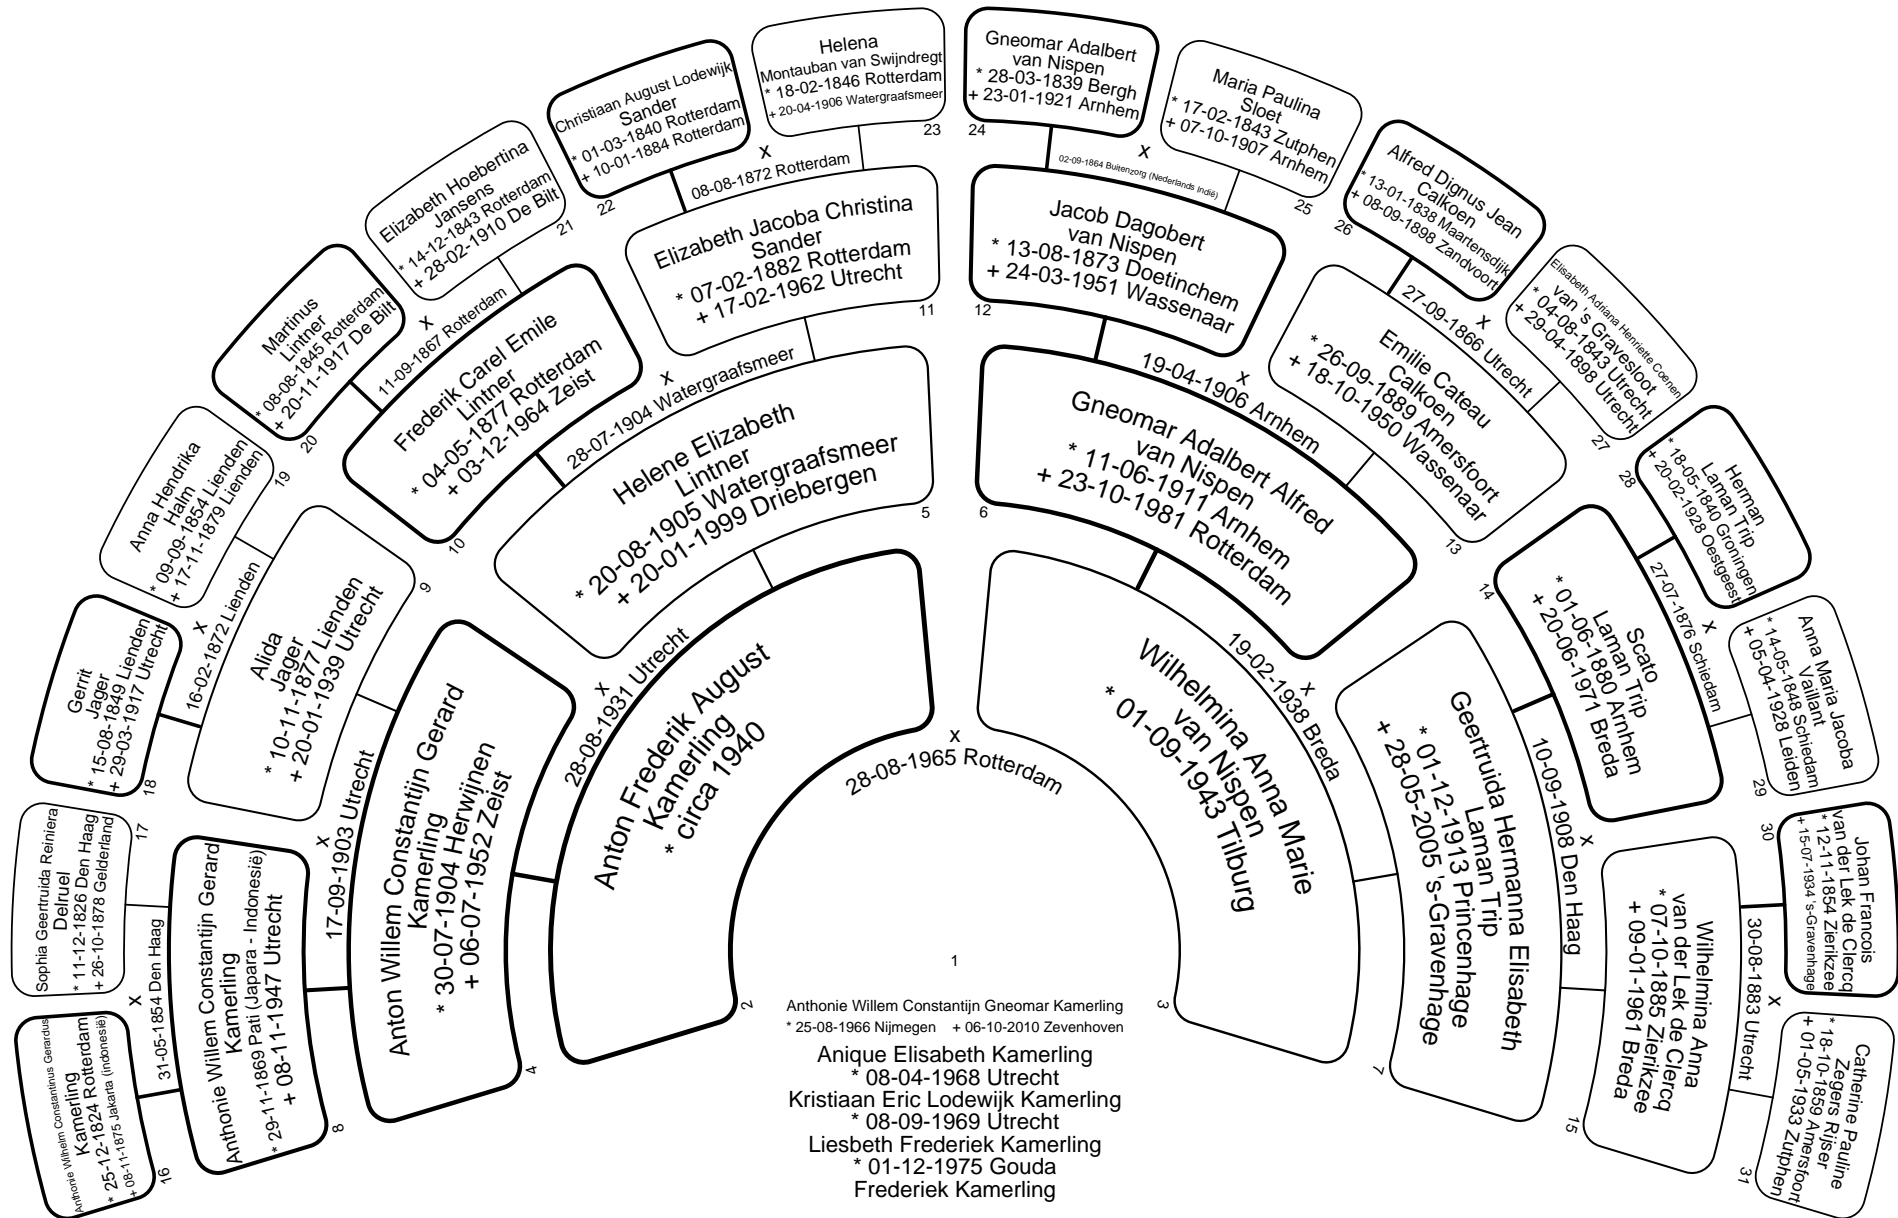 1
Anthonie Willem Constantijn Gneomar Kamerling
* 25-08-1966 Nijmegen + 06-10-2010 Zevenhoven
Anique Elisabeth Kamerling
* 08-04-1968 Utrecht
Kristiaan Eric Lodewijk Kamerling
* 08-09-1969 Utrecht
Liesbeth Frederiek Kamerling
* 01-12-1975 Gouda
Frederiek Kamerling
2
Anton Frederik August
Kamerling
* circa 1940
x
28-08-1965 Rotterdam
3
Wilhelmina Anna Marie
van Nispen
* 01-09-1943 Tilburg
4
Anton Willem Constantijn Gerard
Kamerling
* 30-07-1904 Herwijnen
+ 06-07-1952 Zeist
x
28-08-1931 Utrecht
5
Helene Elizabeth
Lintner
* 20-08-1905 Watergraafsmeer
+ 20-01-1999 Driebergen
6
Gneomar Adalbert Alfred
van Nispen
* 11-06-1911 Arnhem
+ 23-10-1981 Rotterdam
x
19-02-1938 Breda
7
Geertruida Hermanna Elisabeth
Laman Trip
* 01-12-1913 Princenhage
+ 28-05-2005 's-Gravenhage
8
Anthonie Willem Constantijn Gerard
Kamerling
* 29-11-1869 Pati (Japara - Indonesië)
+ 08-11-1947 Utrecht
x
17-09-1903 Utrecht
9
Alida
Jager
* 10-11-1877 Lienden
+ 20-01-1939 Utrecht
10
Frederik Carel Emile
Lintner
* 04-05-1877 Rotterdam
+ 03-12-1964 Zeist
x
28-07-1904 Watergraafsmeer
11
Elizabeth Jacoba Christina
Sander
* 07-02-1882 Rotterdam
+ 17-02-1962 Utrecht
12
Jacob Dagobert
van Nispen
* 13-08-1873 Doetinchem
+ 24-03-1951 Wassenaar
x
19-04-1906 Arnhem
13
Emilie Cateau
Calkoen
* 26-09-1889 Amersfoort
+ 18-10-1950 Wassenaar
14
Scato
Laman Trip
* 01-06-1880 Arnhem
+ 20-06-1971 Breda
x
10-09-1908 Den Haag
15
Wilhelmina Anna
van der Lek de Clercq
* 07-10-1885 Zierikzee
+ 09-01-1961 Breda
16
Anthonie Wilhelm Constantinus Gerardus
Kamerling
* 25-12-1824 Rotterdam
+ 08-11-1875 Jakarta (indonesië)
x
31-05-1854 Den Haag
17
Sophia Geertruida Reiniera
Delruel
* 11-12-1826 Den Haag
+ 26-10-1878 Gelderland
18
Gerrit
Jager
* 15-08-1849 Lienden
+ 29-03-1917 Utrecht
x
16-02-1872 Lienden
19
Anna Hendrika
Halm
* 09-09-1854 Lienden
+ 17-11-1879 Lienden
20
Martinus
Lintner
* 08-08-1845 Rotterdam
+ 20-11-1917 De Bilt
x
11-09-1867 Rotterdam
21
Elizabeth Hoebertina
Jansens
* 14-12-1843 Rotterdam
+ 28-02-1910 De Bilt
22
Christiaan August Lodewijk
Sander
* 01-03-1840 Rotterdam
+ 10-01-1884 Rotterdam
x
08-08-1872 Rotterdam
23
Helena
Montauban van Swijndregt
* 18-02-1846 Rotterdam
+ 20-04-1906 Watergraafsmeer
24
Gneomar Adalbert
van Nispen
* 28-03-1839 Bergh
+ 23-01-1921 Arnhem
x
02-09-1864 Buitenzorg (Nederlands Indië)
25
Maria Paulina
Sloet
* 17-02-1843 Zutphen
+ 07-10-1907 Arnhem
26
Alfred Dignus Jean
Calkoen
* 13-01-1838 Maartensdijk
+ 08-09-1898 Zandvoort
x
27-09-1866 Utrecht
27
Elisabeth Adriana Henriette Coenen
van 's Gravesloot
* 04-08-1843 Utrecht
+ 29-04-1898 Utrecht
28
Herman
Laman Trip
* 18-05-1840 Groningen
+ 20-02-1928 Oestgeest
x
27-07-1876 Schiedam
29
Anna Maria Jacoba
Vaillant
* 14-05-1848 Schiedam
+ 05-04-1928 Leiden
30
Johan Francois
van der Lek de Clercq
* 12-11-1854 Zierikzee
+ 15-07-1934 's-Gravenhage
x
30-08-1883 Utrecht
31
Catherine Pauline
Zegers Rijser
* 18-10-1859 Amersfoort
+ 01-05-1933 Zutphen